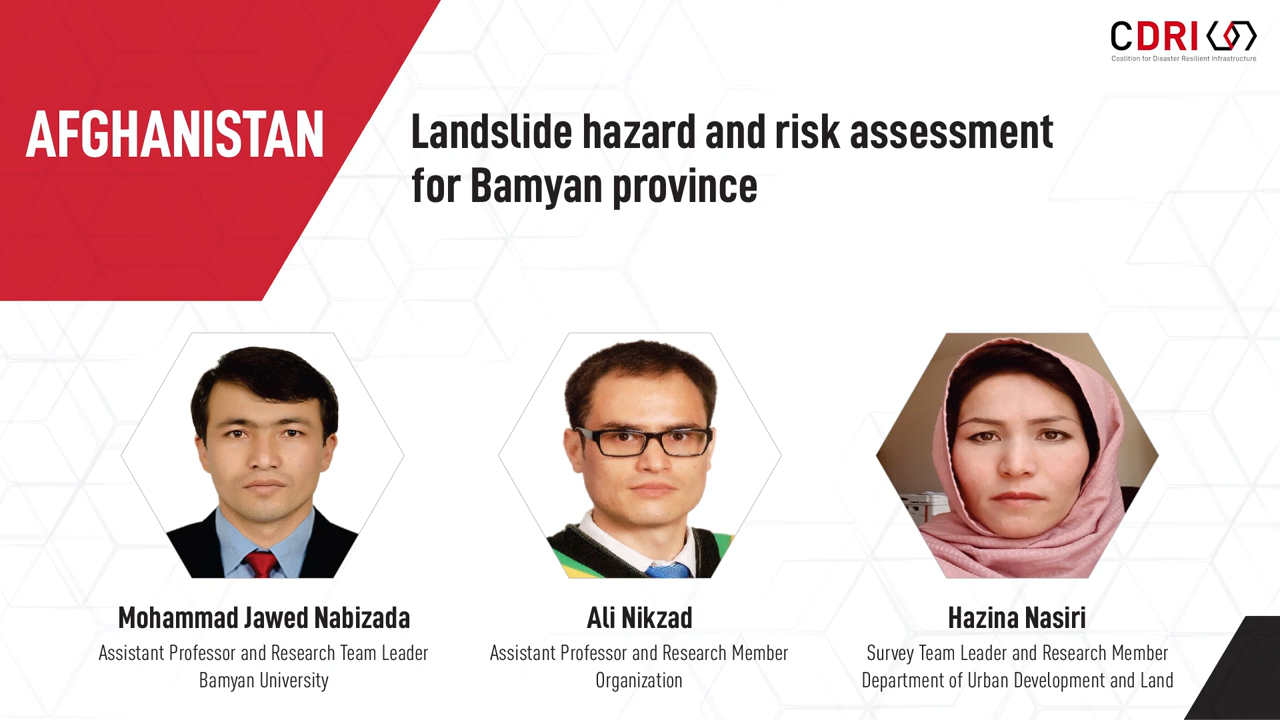 CDRI
Coalition for Disaster Resilient Infrastructure
AFGHANISTAN
Landslide hazard and risk assessment
for Bamyan province
Mohammad Jawed Nabizada
Assistant Professor and Research Team Leader
Bamyan University
Ali Nikzad
Assistant Professor and Research Member
Organization
Hazina Nasiri
Survey Team Leader and Research Member
Department of Urban Development and Land